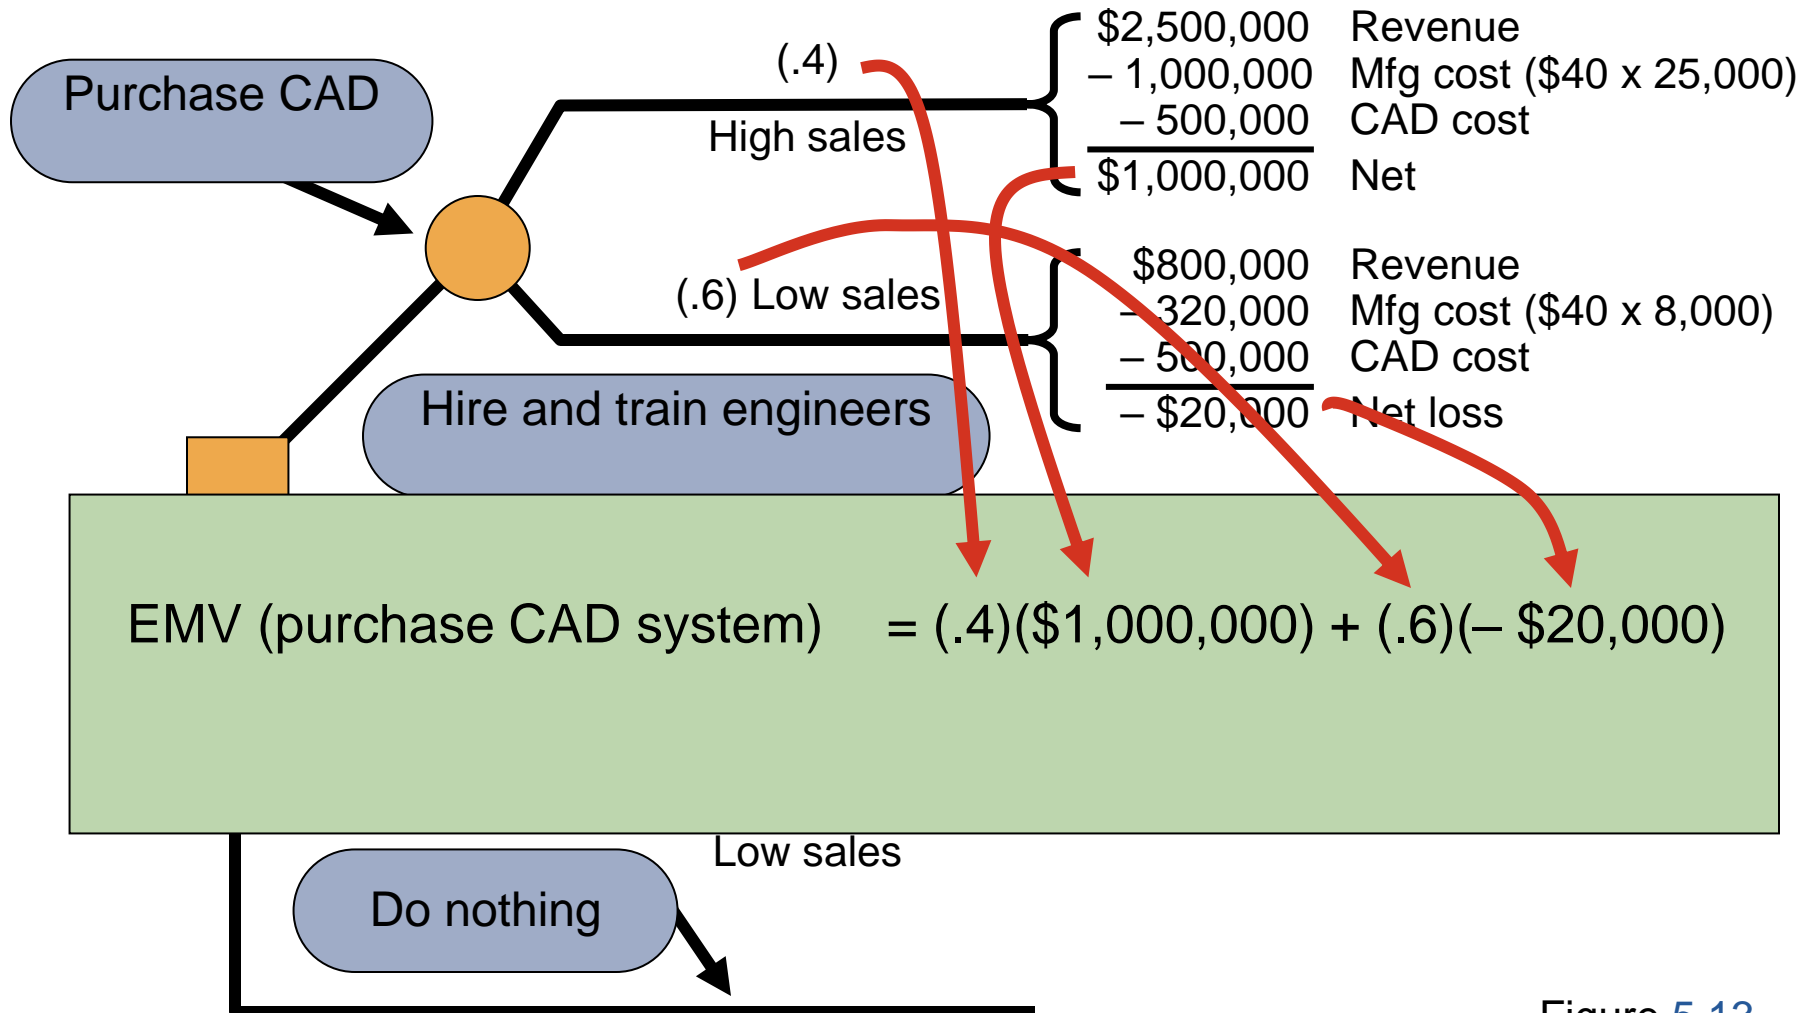 Purchase CAD
(.4)
High sales
$2,500,000 Revenue
– 1,000,000 Mfg cost ($40 x 25,000)
– 500,000 CAD cost
$1,000,000 Net
(.6) Low sales
$800,000 Revenue
– 320,000 Mfg cost ($40 x 8,000)
– 500,000 CAD cost
– $20,000 Net loss
Hire and train engineers
EMV (purchase CAD system) = (.4)($1,000,000) + (.6)(– $20,000)
Low sales
Do nothing
Figure